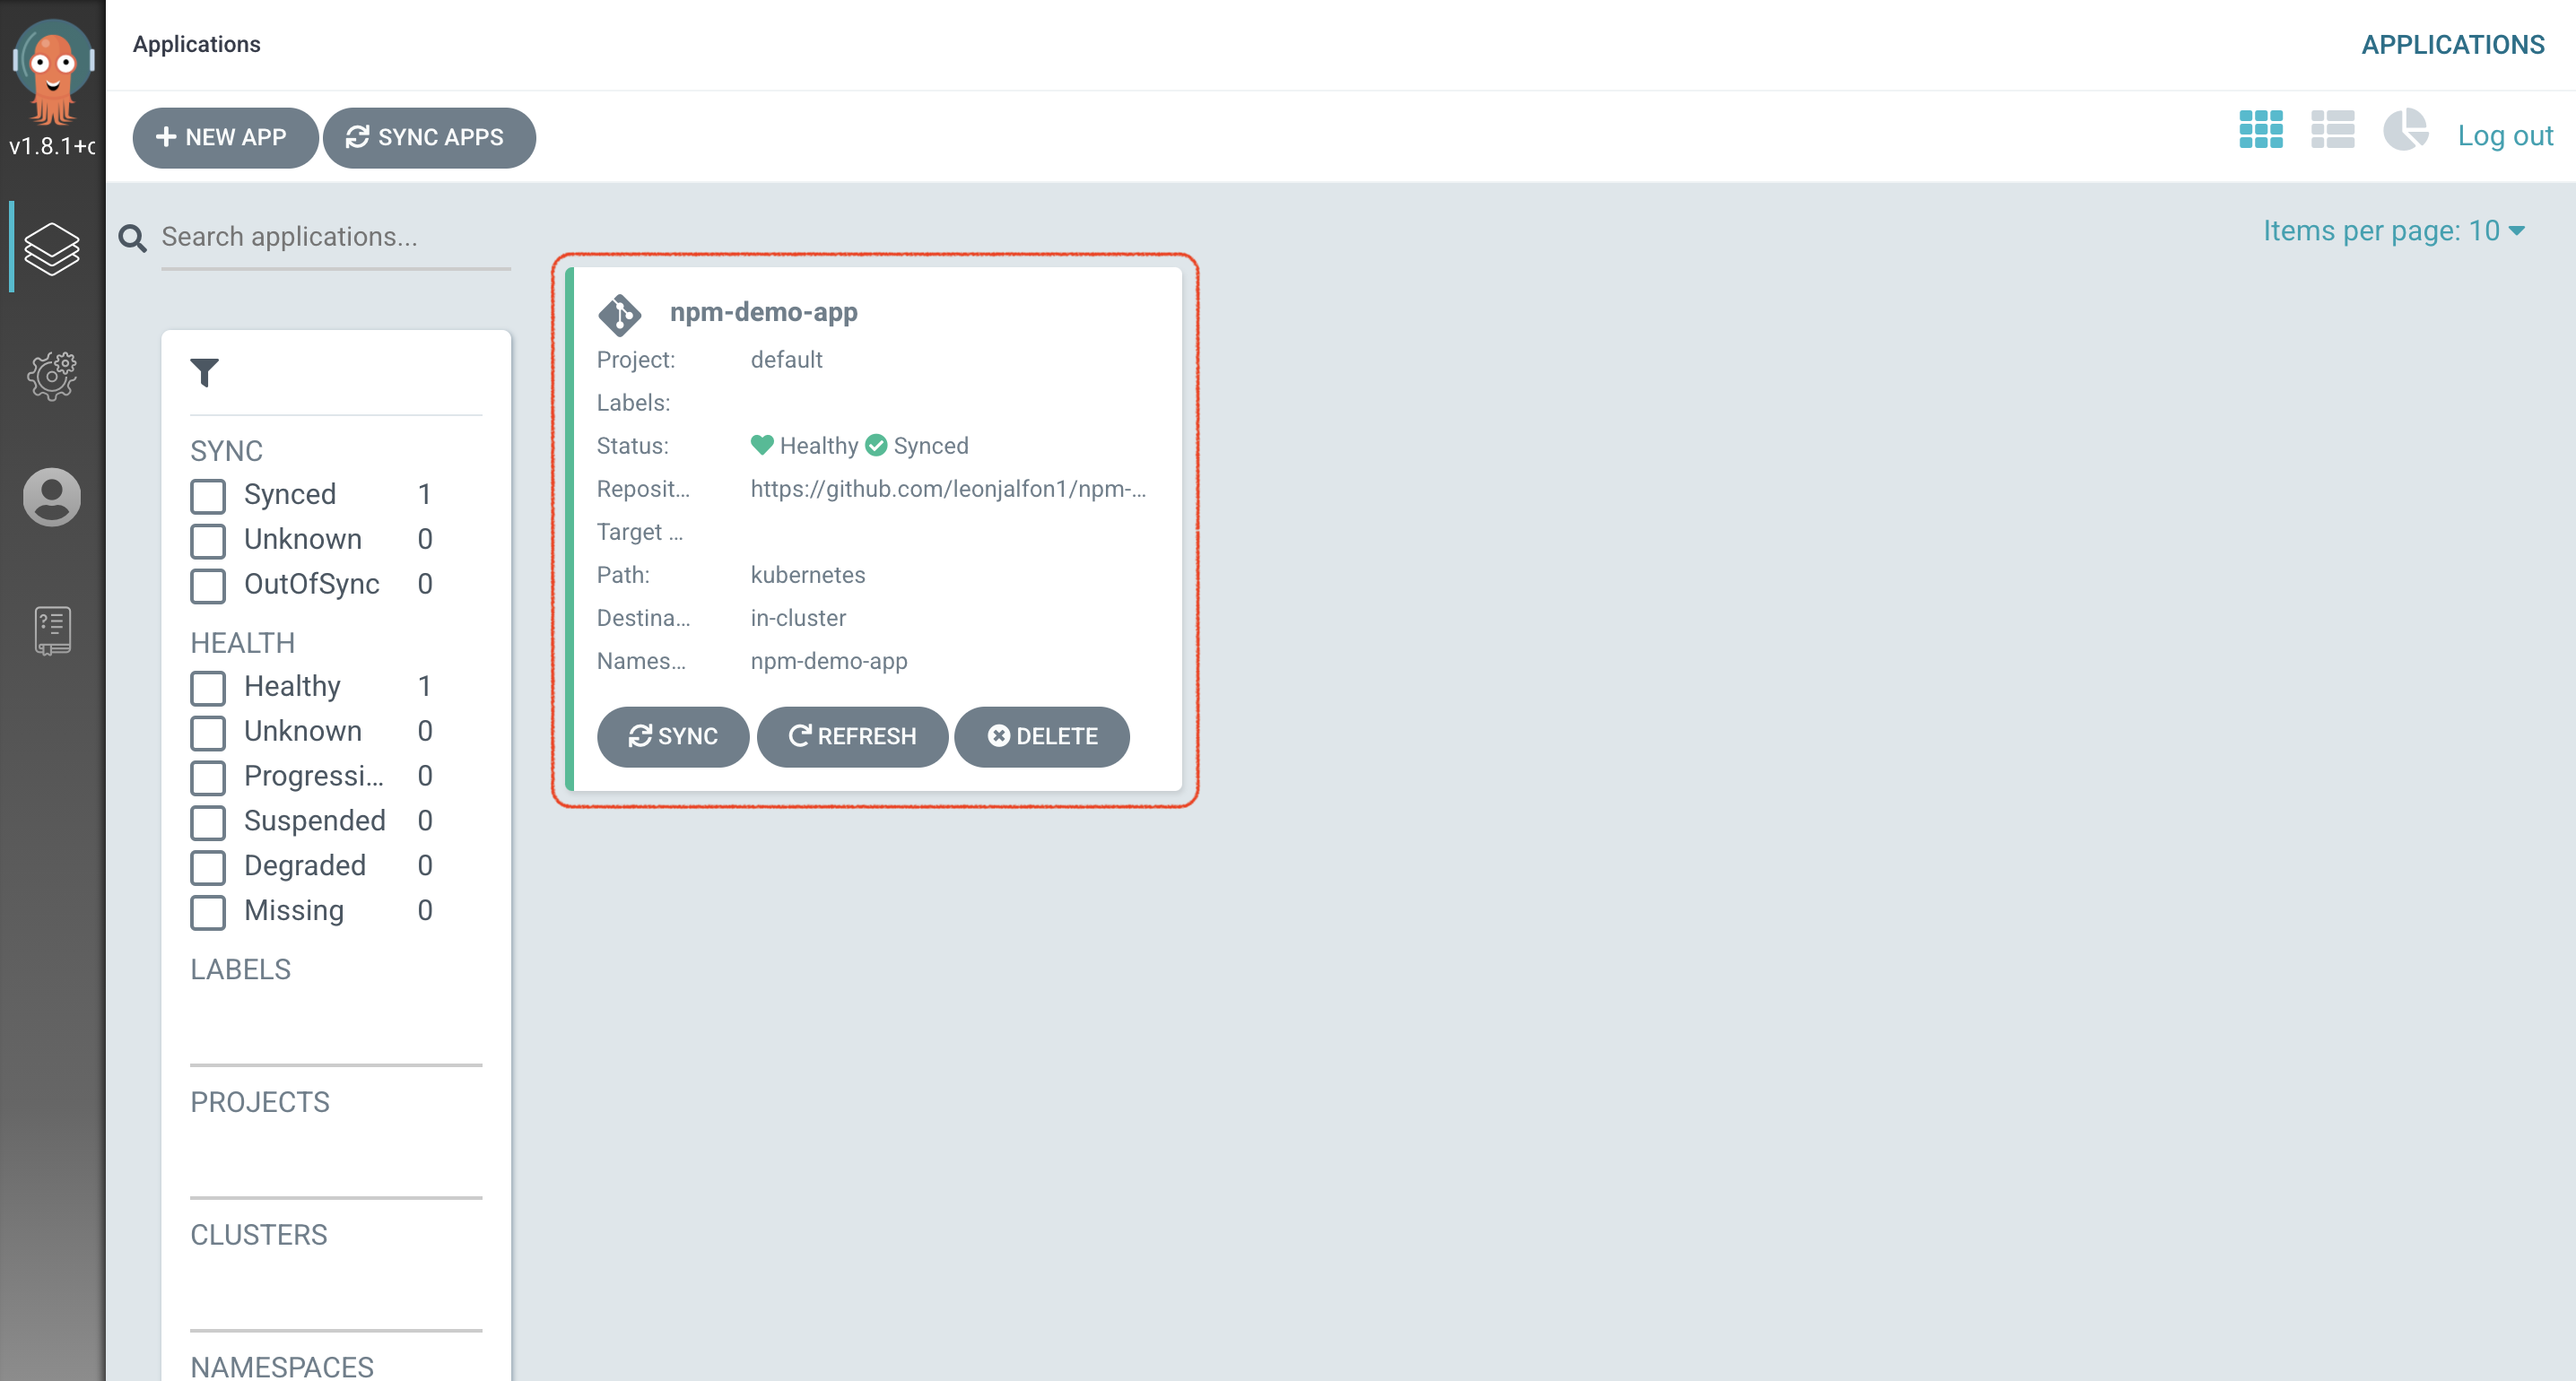 Applications
APPLICATIONS
v1.8.1+c
NEW APP
SYNC APPS
Log out
Search applications...
Items per page: 10
SYNC
Synced 1
Unknown 0
OutOfSync 0
HEALTH
Healthy 1
Unknown 0
Progressi... 0
Suspended 0
Degraded 0
Missing 0
LABELS
PROJECTS
CLUSTERS
NAMESPACES
npm-demo-app
Project: default
Labels:
Status: Healthy Synced
Reposit... https://github.com/leonjalfon1/npm-...
Target ...
Path: kubernetes
Destina... in-cluster
Names... npm-demo-app
SYNC REFRESH DELETE